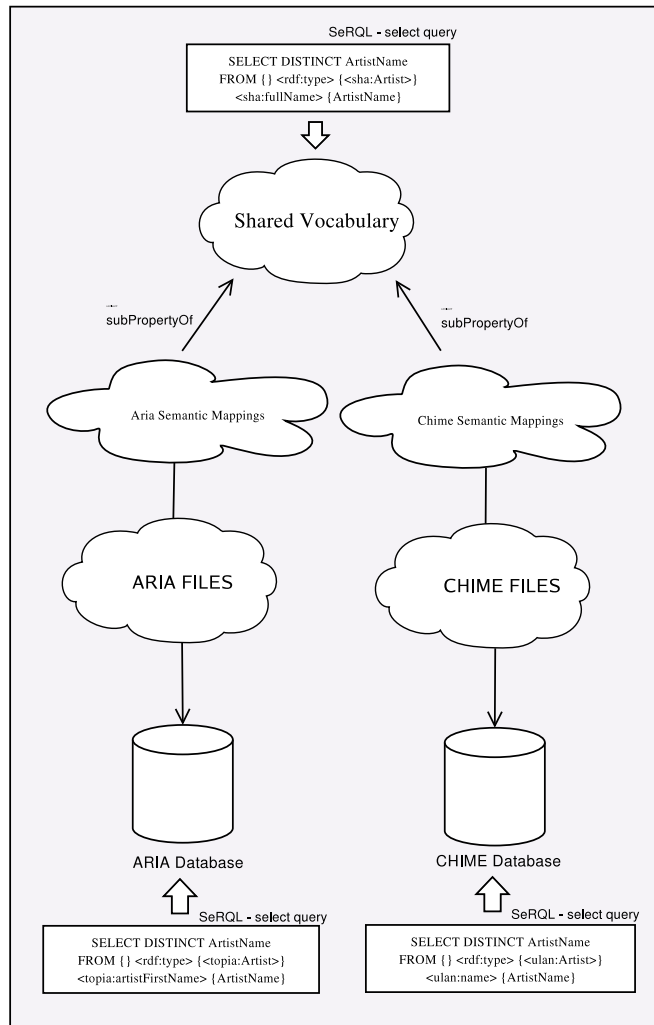 SeRQL - select query
SELECT DISTINCT ArtistName
FROM {} <rdf:type> {<sha:Artist>}
<sha:fullName> {ArtistName}
Shared Vocabulary
subPropertyOf
subPropertyOf
Aria Semantic Mappings
Chime Semantic Mappings
ARIA FILES
CHIME FILES
ARIA Database
CHIME Database
SeRQL - select query
SELECT DISTINCT ArtistName
FROM {} <rdf:type> {<topia:Artist>}
<topia:artistFirstName> {ArtistName}
SeRQL - select query
SELECT DISTINCT ArtistName
FROM {} <rdf:type> {<ulan:Artist>}
<ulan:name> {ArtistName}